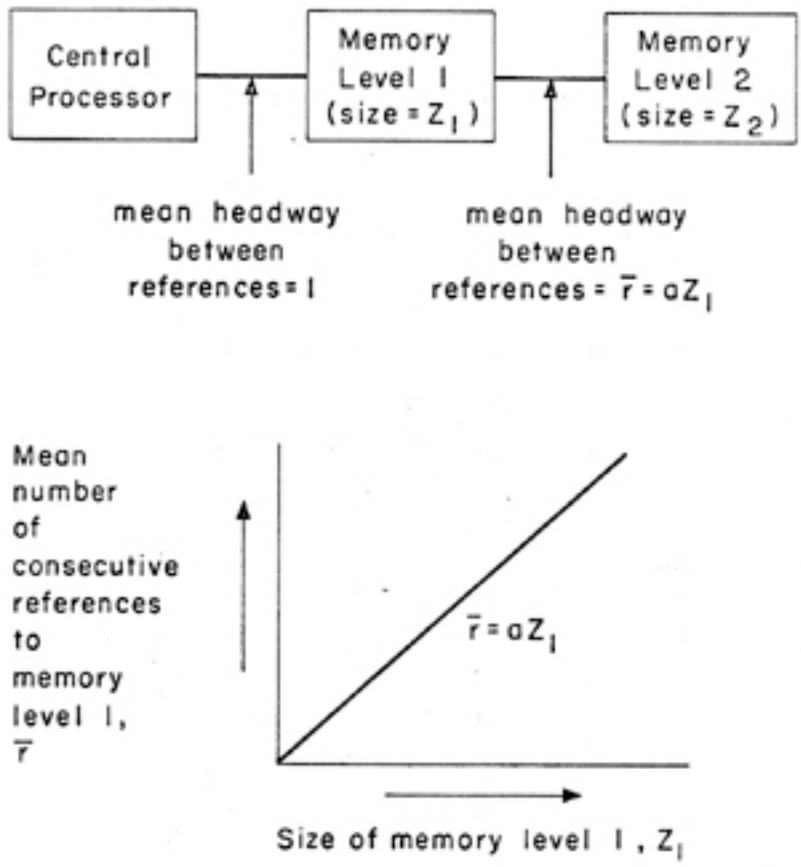 Central
Processor
Memory
Level 1
(size = Z₁)
Memory
Level 2
(size = Z₂)
mean headway
between
references = 1
mean headway
between
references = r̅ = aZ₁
Mean
number
of
consecutive
references
to
memory
level 1,
r̅
r̅ = aZ₁
Size of memory level 1, Z₁